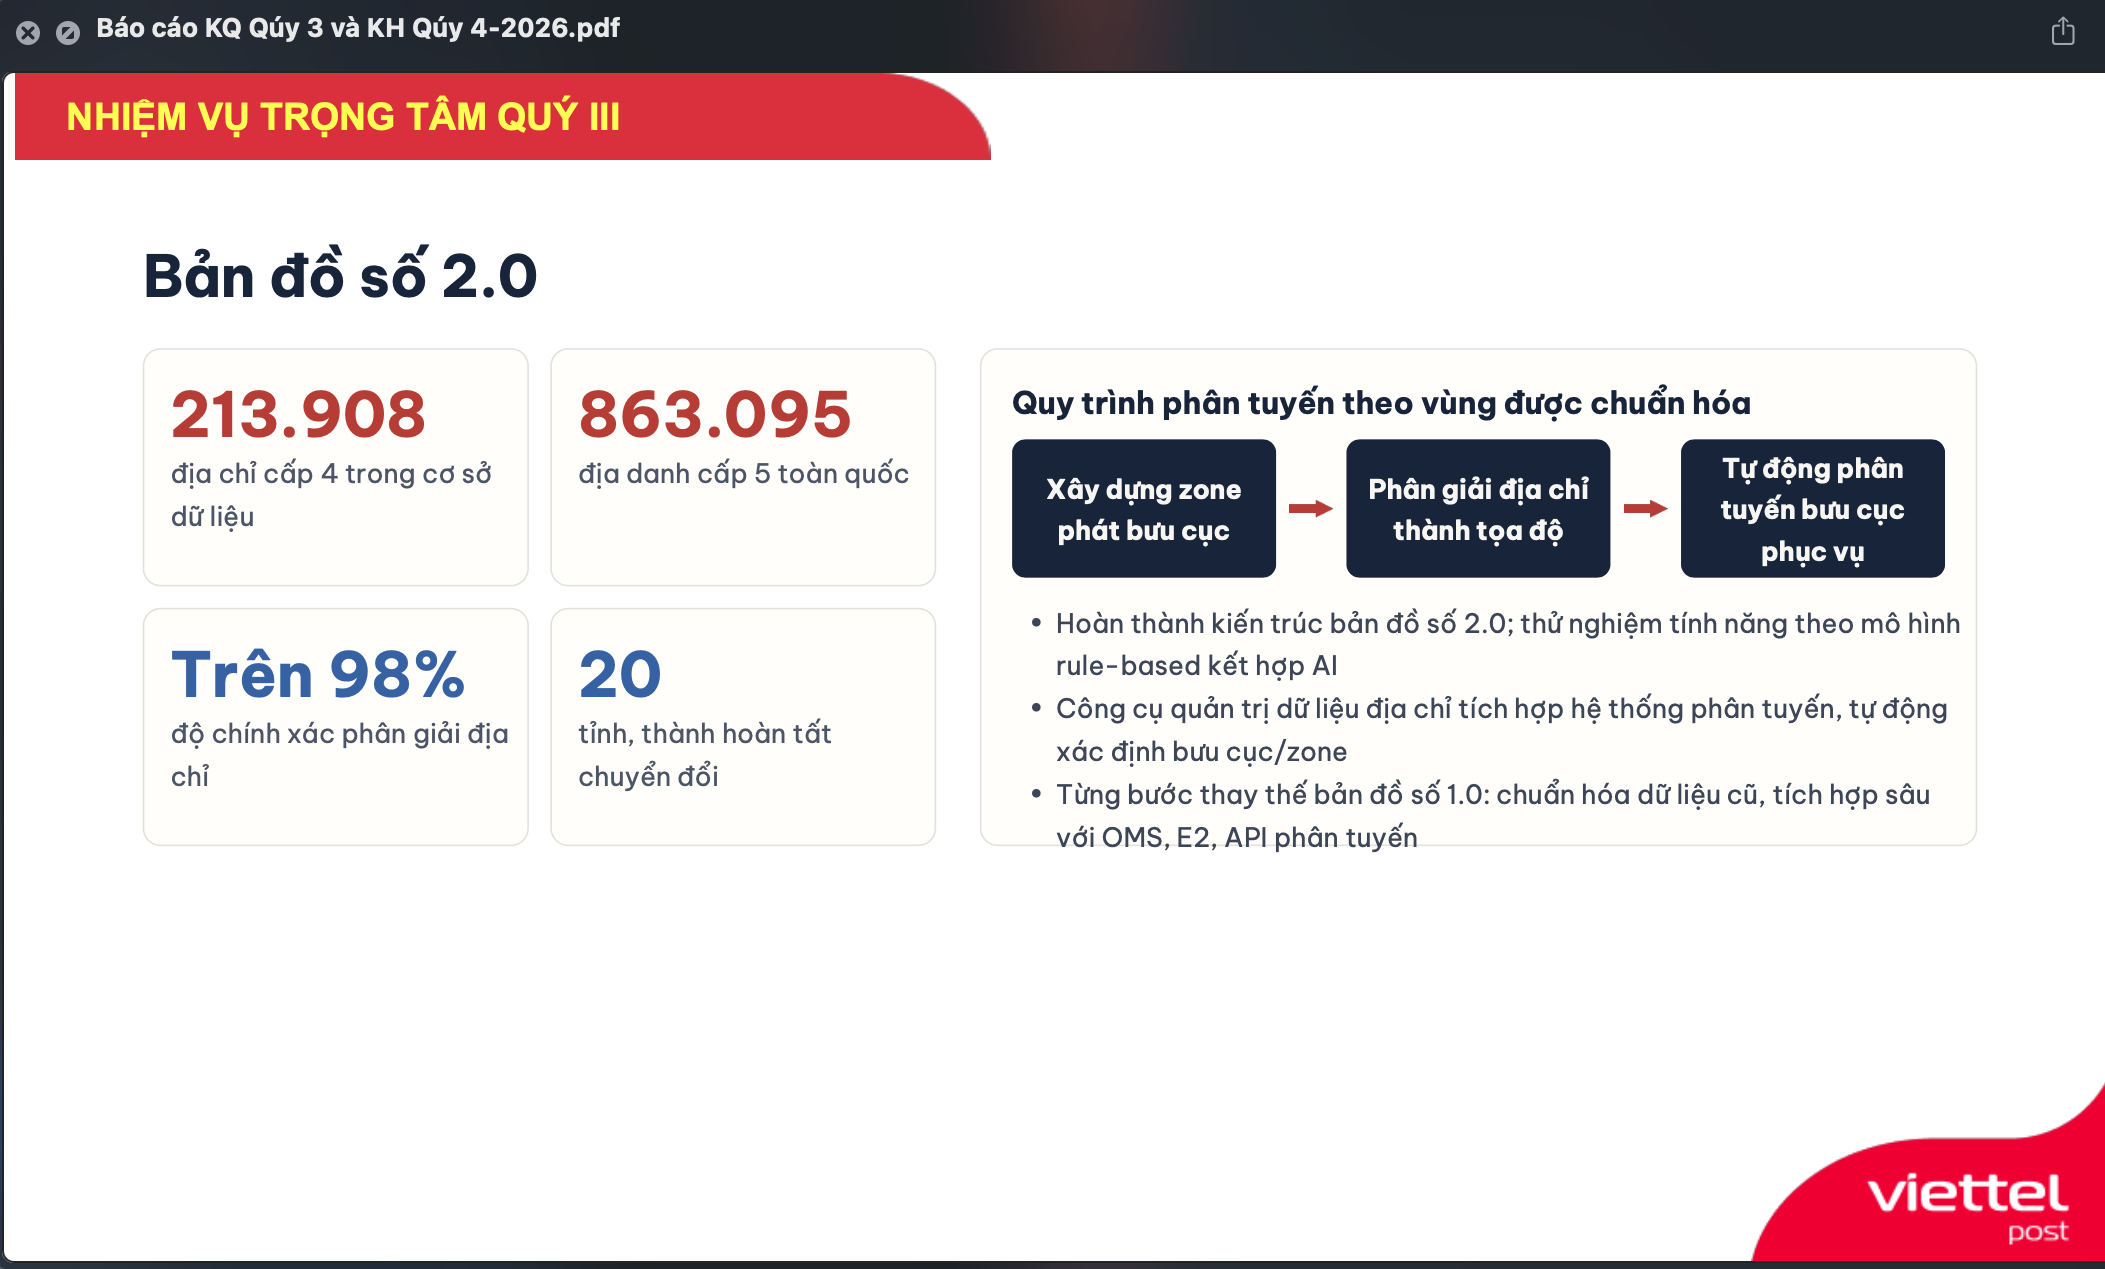 Báo cáo KQ Qúy 3 và KH Qúy 4-2026.pdf
NHIỆM VỤ TRỌNG TÂM QUÝ III
Bản đồ số 2.0
213.908
địa chỉ cấp 4 trong cơ sở
dữ liệu
863.095
địa danh cấp 5 toàn quốc
Trên 98%
độ chính xác phân giải địa
chỉ
20
tỉnh, thành hoàn tất
chuyển đổi
Quy trình phân tuyến theo vùng được chuẩn hóa
Xây dựng zone
phát bưu cục
Phân giải địa chỉ
thành tọa độ
Tự động phân
tuyến bưu cục
phục vụ
• Hoàn thành kiến trúc bản đồ số 2.0; thử nghiệm tính năng theo mô hình
rule-based kết hợp AI
• Công cụ quản trị dữ liệu địa chỉ tích hợp hệ thống phân tuyến, tự động
xác định bưu cục/zone
• Từng bước thay thế bản đồ số 1.0: chuẩn hóa dữ liệu cũ, tích hợp sâu
với OMS, E2, API phân tuyến
viettel
post